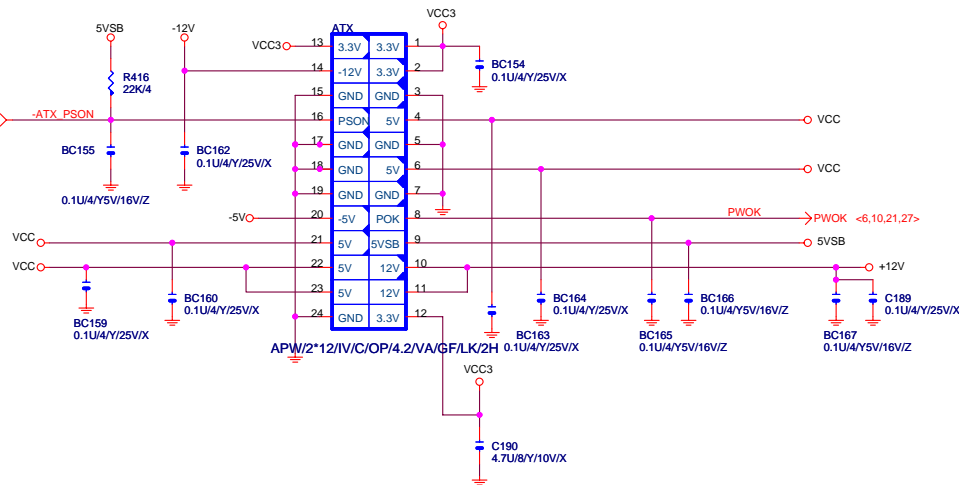 VCC3
5VSB
-12V
ATX
VCC3
13
3.3V
3.3V
1
R416
22K/4
14
-12V
3.3V
2
BC154
0.1U/4/Y/25V/X
15
GND
GND
3
-ATX_PSON
16
PSON
5V
4
VCC
17
GND
GND
5
BC155
BC162
0.1U/4/Y/25V/X
18
GND
5V
6
VCC
19
GND
GND
7
0.1U/4/Y5V/16V/Z
-5V
20
-5V
POK
8
PWOK
PWOK <6,10,21,27>
VCC
21
5V
5VSB
9
5VSB
VCC
22
5V
12V
10
+12V
23
5V
12V
11
BC159
0.1U/4/Y/25V/X
BC160
0.1U/4/Y/25V/X
BC164
0.1U/4/Y/25V/X
BC166
0.1U/4/Y5V/16V/Z
C189
0.1U/4/Y/25V/X
24
GND
3.3V
12
BC163
0.1U/4/Y/25V/X
BC165
0.1U/4/Y5V/16V/Z
BC167
0.1U/4/Y5V/16V/Z
APW/2*12/IV/C/OP/4.2/VA/GF/LK/2H
VCC3
C190
4.7U/8/Y/10V/X